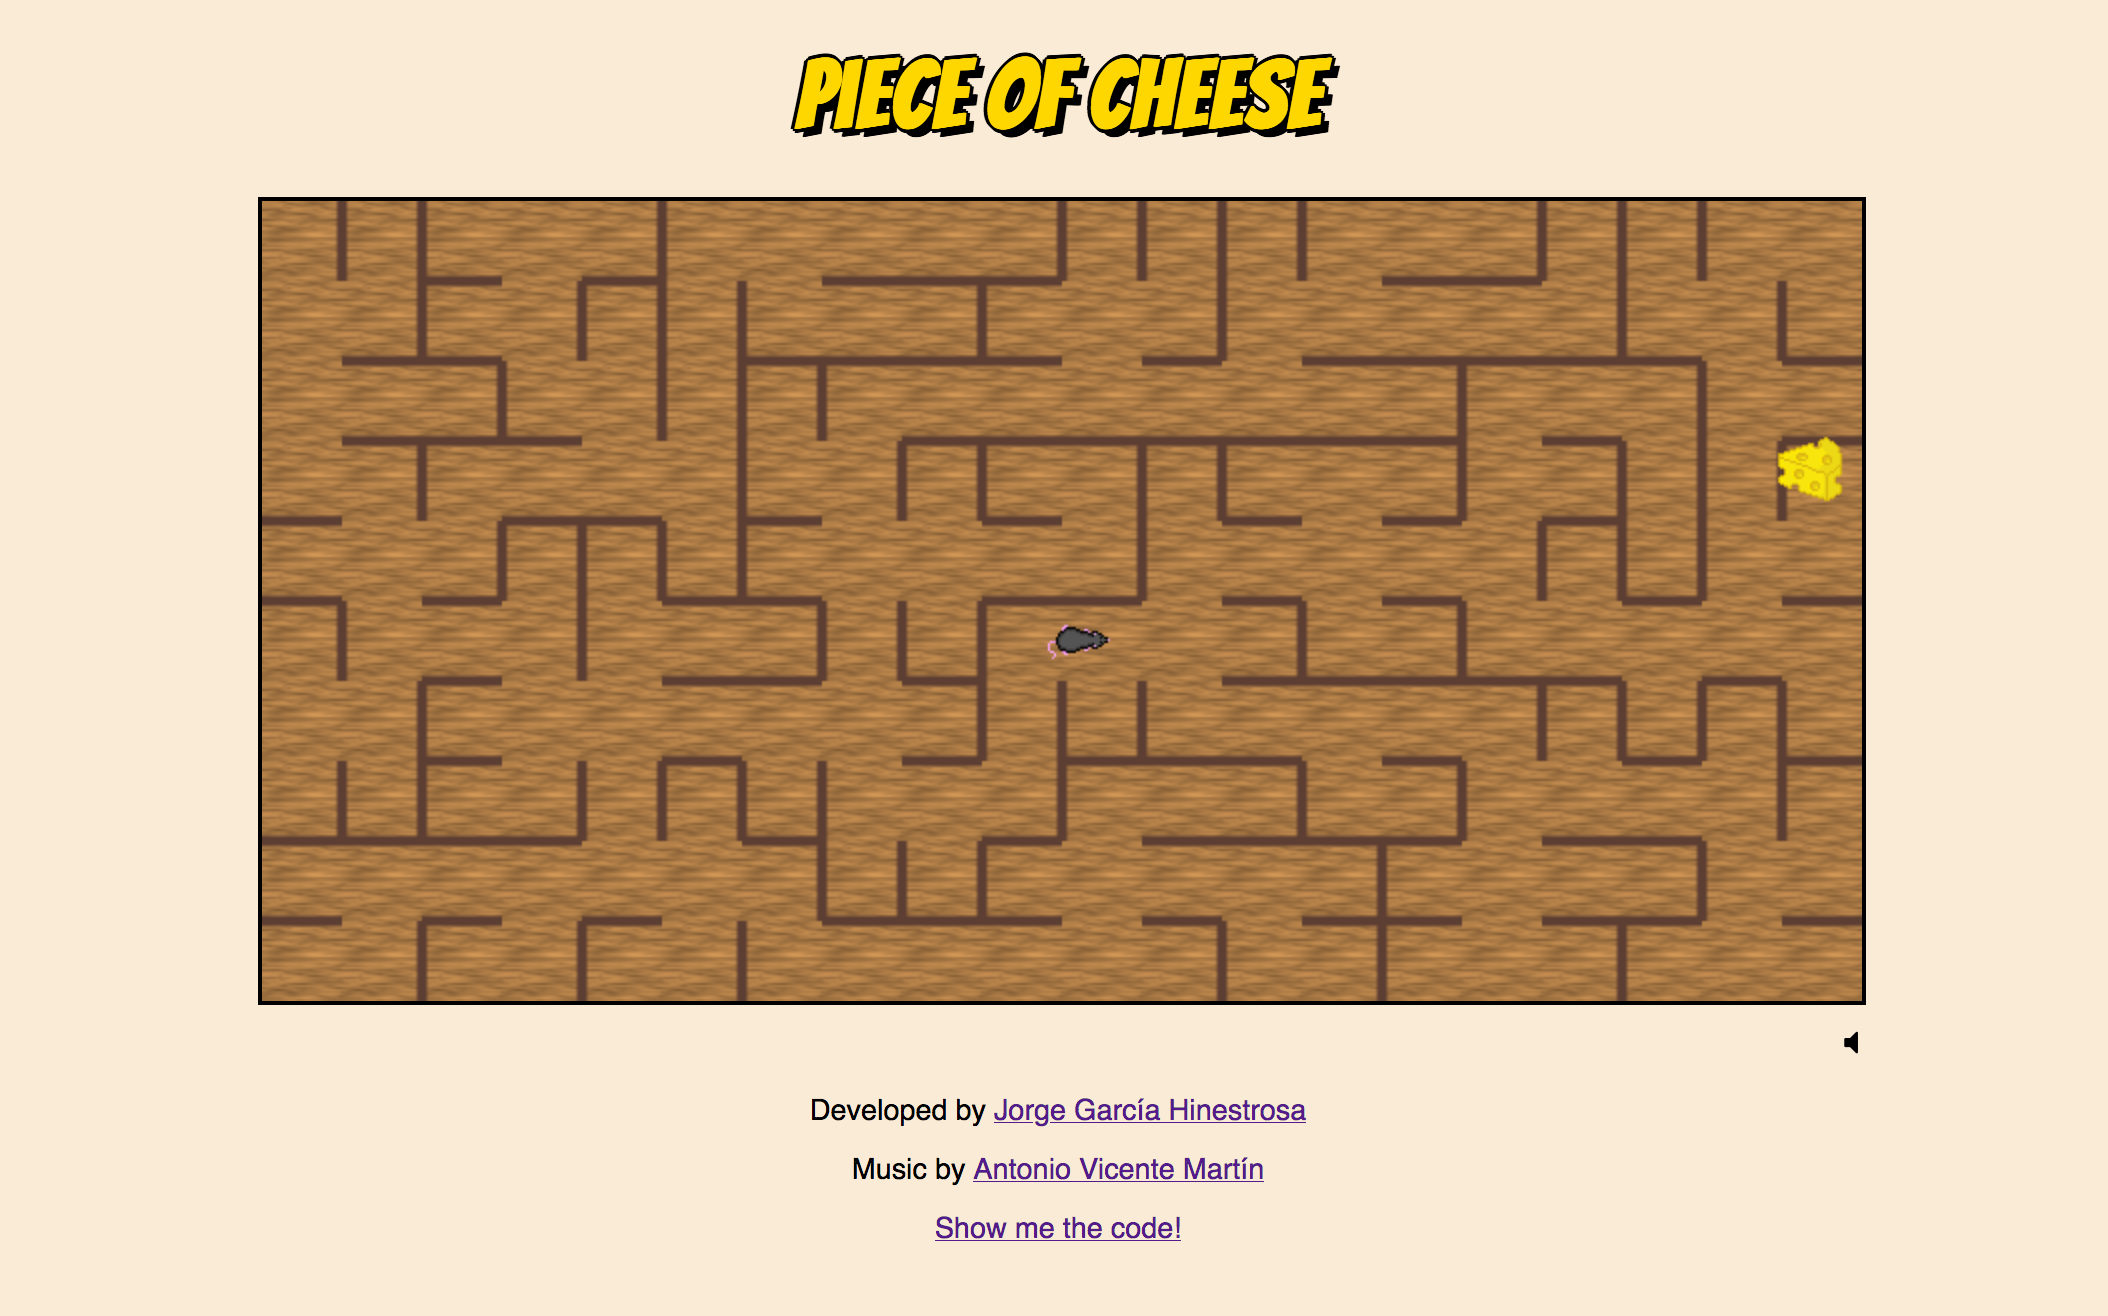 PIECE OF CHEESE
Developed by Jorge García Hinestrosa
Music by Antonio Vicente Martín
Show me the code!